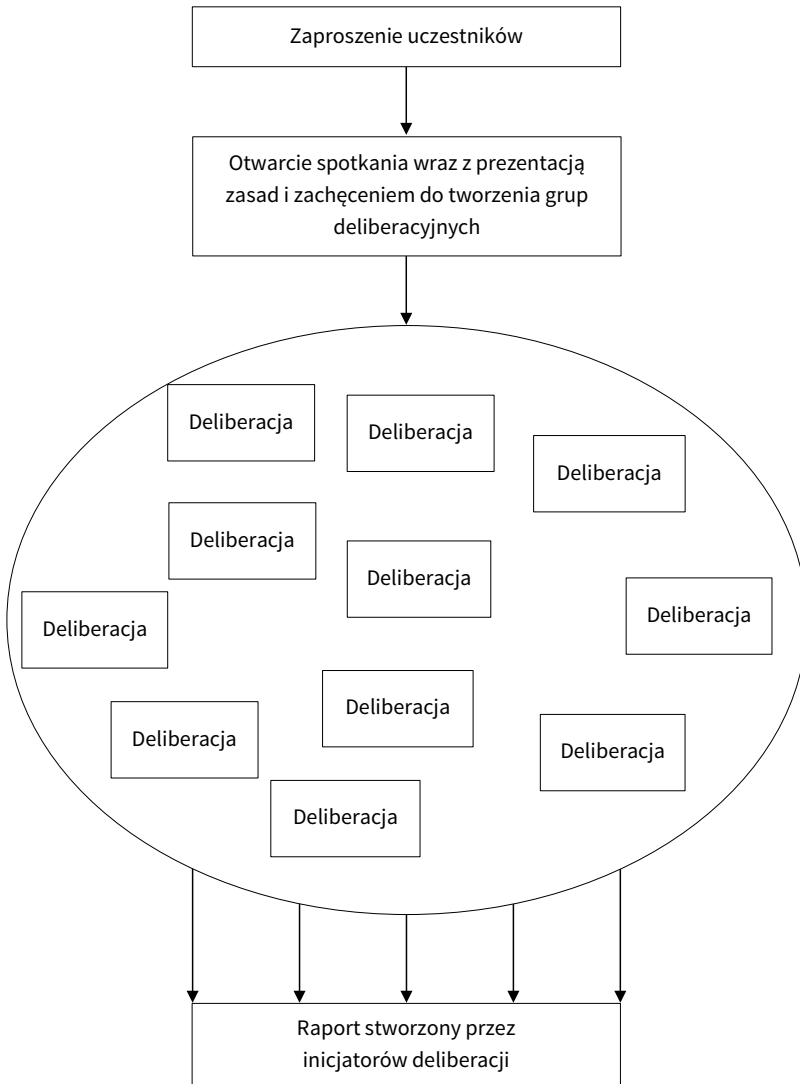 Zaproszenie uczestników
Otwarcie spotkania wraz z prezentacją
zasad i zachęceniem do tworzenia grup
deliberacyjnych
Deliberacja
Deliberacja
Deliberacja
Deliberacja
Deliberacja
Deliberacja
Deliberacja
Deliberacja
Deliberacja
Deliberacja
Deliberacja
Raport stworzony przez
inicjatorów deliberacji